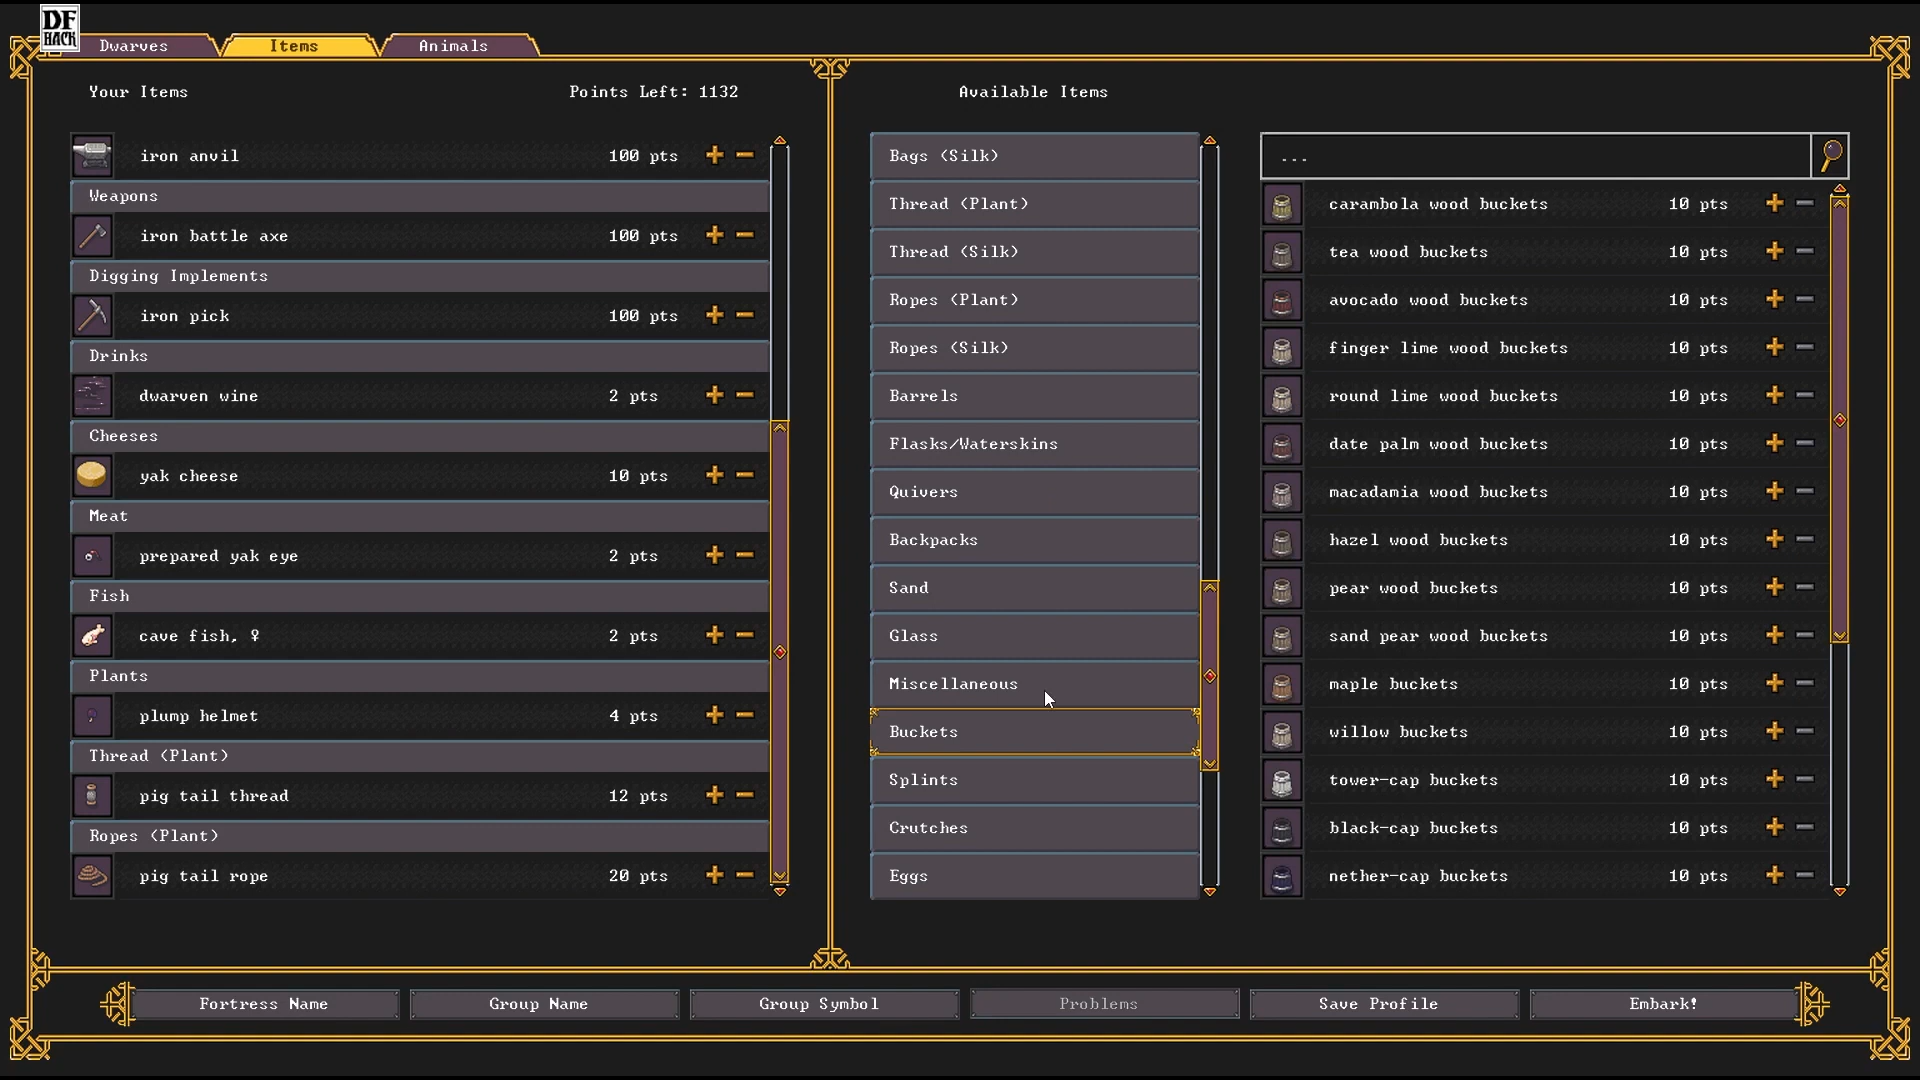 DF
HACK
Dwarves
Items
Animals
Your Items
Points Left: 1132
iron anvil 100 pts
Weapons
iron battle axe 100 pts
Digging Implements
iron pick 100 pts
Drinks
dwarven wine 2 pts
Cheeses
yak cheese 10 pts
Meat
prepared yak eye 2 pts
Fish
cave fish, ♀ 2 pts
Plants
plump helmet 4 pts
Thread (Plant)
pig tail thread 12 pts
Ropes (Plant)
pig tail rope 20 pts
Available Items
Bags (Silk)
Thread (Plant)
Thread (Silk)
Ropes (Plant)
Ropes (Silk)
Barrels
Flasks/Waterskins
Quivers
Backpacks
Sand
Glass
Miscellaneous
Buckets
Splints
Crutches
Eggs
...
carambola wood buckets 10 pts
tea wood buckets 10 pts
avocado wood buckets 10 pts
finger lime wood buckets 10 pts
round lime wood buckets 10 pts
date palm wood buckets 10 pts
macadamia wood buckets 10 pts
hazel wood buckets 10 pts
pear wood buckets 10 pts
sand pear wood buckets 10 pts
maple buckets 10 pts
willow buckets 10 pts
tower-cap buckets 10 pts
black-cap buckets 10 pts
nether-cap buckets 10 pts
Fortress Name
Group Name
Group Symbol
Problems
Save Profile
Embark!